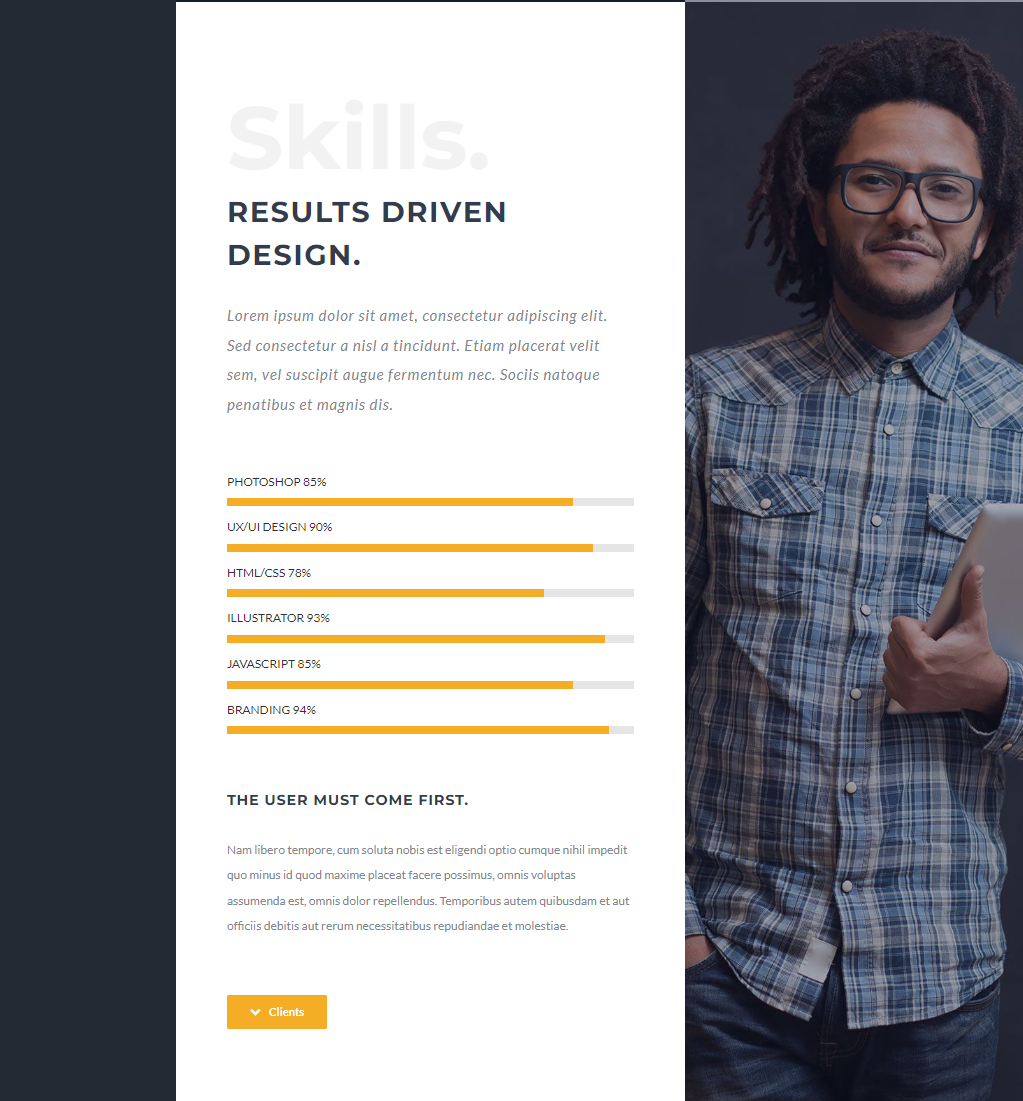 Skills.
RESULTS DRIVEN
DESIGN.
Lorem ipsum dolor sit amet, consectetur adipiscing elit.
Sed consectetur a nisl a tincidunt. Etiam placerat velit
sem, vel suscipit augue fermentum nec. Sociis natoque
penatibus et magnis dis.
PHOTOSHOP 85%
UX/UI DESIGN 90%
HTML/CSS 78%
ILLUSTRATOR 93%
JAVASCRIPT 85%
BRANDING 94%
THE USER MUST COME FIRST.
Nam libero tempore, cum soluta nobis est eligendi optio cumque nihil impedit
quo minus id quod maxime placeat facere possimus, omnis voluptas
assumenda est, omnis dolor repellendus. Temporibus autem quibusdam et aut
officiis debitis aut rerum necessitatibus repudiandae et molestiae.
Clients